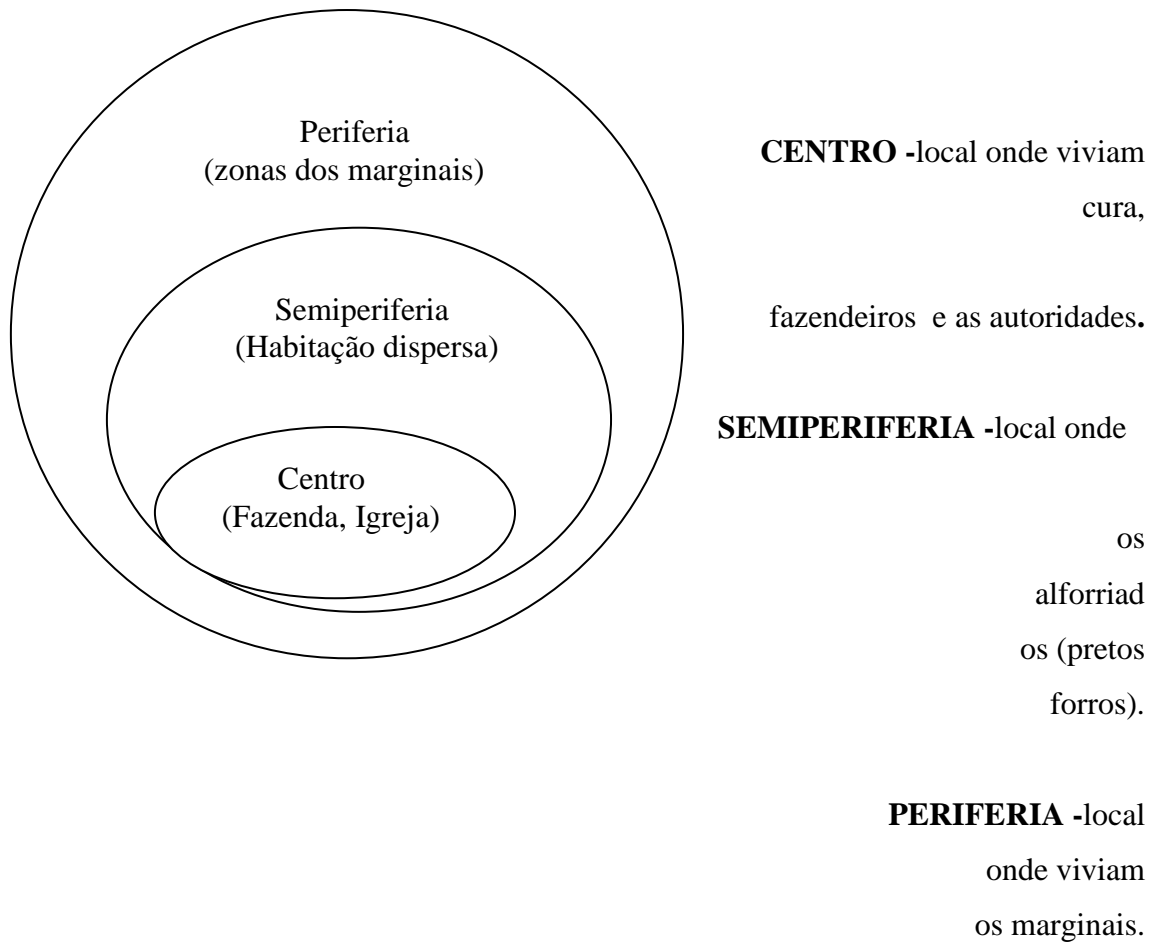 Periferia
(zonas dos marginais)
Semiperiferia
(Habitação dispersa)
Centro
(Fazenda, Igreja)
CENTRO -local onde viviam
cura,
fazendeiros e as autoridades.
SEMIPERIFERIA -local onde
os
alforriad
os (pretos
forros).
PERIFERIA -local
onde viviam
os marginais.